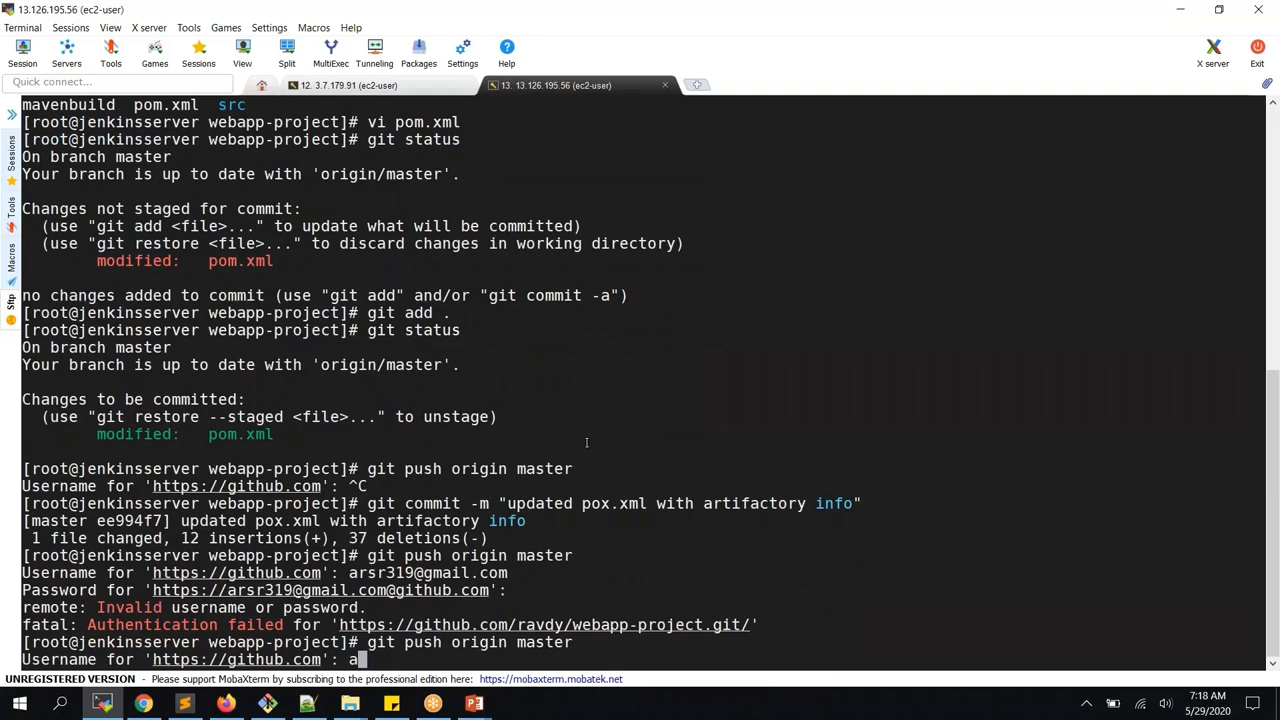 13.126.195.56 (ec2-user)
Terminal Sessions View X server Tools Games Settings Macros Help
Session Servers Tools Games Sessions View Split MultiExec Tunneling Packages Settings Help X server Exit
Quick connect... 12. 3.7.179.91 (ec2-user) 13. 13.126.195.56 (ec2-user)
Sessions
Tools
Macros
Sftp
mavenbuild pom.xml src
[root@jenkinsserver webapp-project]# vi pom.xml
[root@jenkinsserver webapp-project]# git status
On branch master
Your branch is up to date with 'origin/master'.
Changes not staged for commit:
(use "git add <file>..." to update what will be committed)
(use "git restore <file>..." to discard changes in working directory)
modified: pom.xml
no changes added to commit (use "git add" and/or "git commit -a")
[root@jenkinsserver webapp-project]# git add .
[root@jenkinsserver webapp-project]# git status
On branch master
Your branch is up to date with 'origin/master'.
Changes to be committed:
(use "git restore --staged <file>..." to unstage)
modified: pom.xml
[root@jenkinsserver webapp-project]# git push origin master
Username for 'https://github.com': ^C
[root@jenkinsserver webapp-project]# git commit -m "updated pox.xml with artifactory info"
[master ee994f7] updated pox.xml with artifactory info
1 file changed, 12 insertions(+), 37 deletions(-)
[root@jenkinsserver webapp-project]# git push origin master
Username for 'https://github.com': arsr319@gmail.com
Password for 'https://arsr319@gmail.com@github.com':
remote: Invalid username or password.
fatal: Authentication failed for 'https://github.com/ravdy/webapp-project.git/'
[root@jenkinsserver webapp-project]# git push origin master
Username for 'https://github.com': a
UNREGISTERED VERSION - Please support MobaXterm by subscribing to the professional edition here: https://mobaxterm.mobatek.net
7:18 AM
5/29/2020